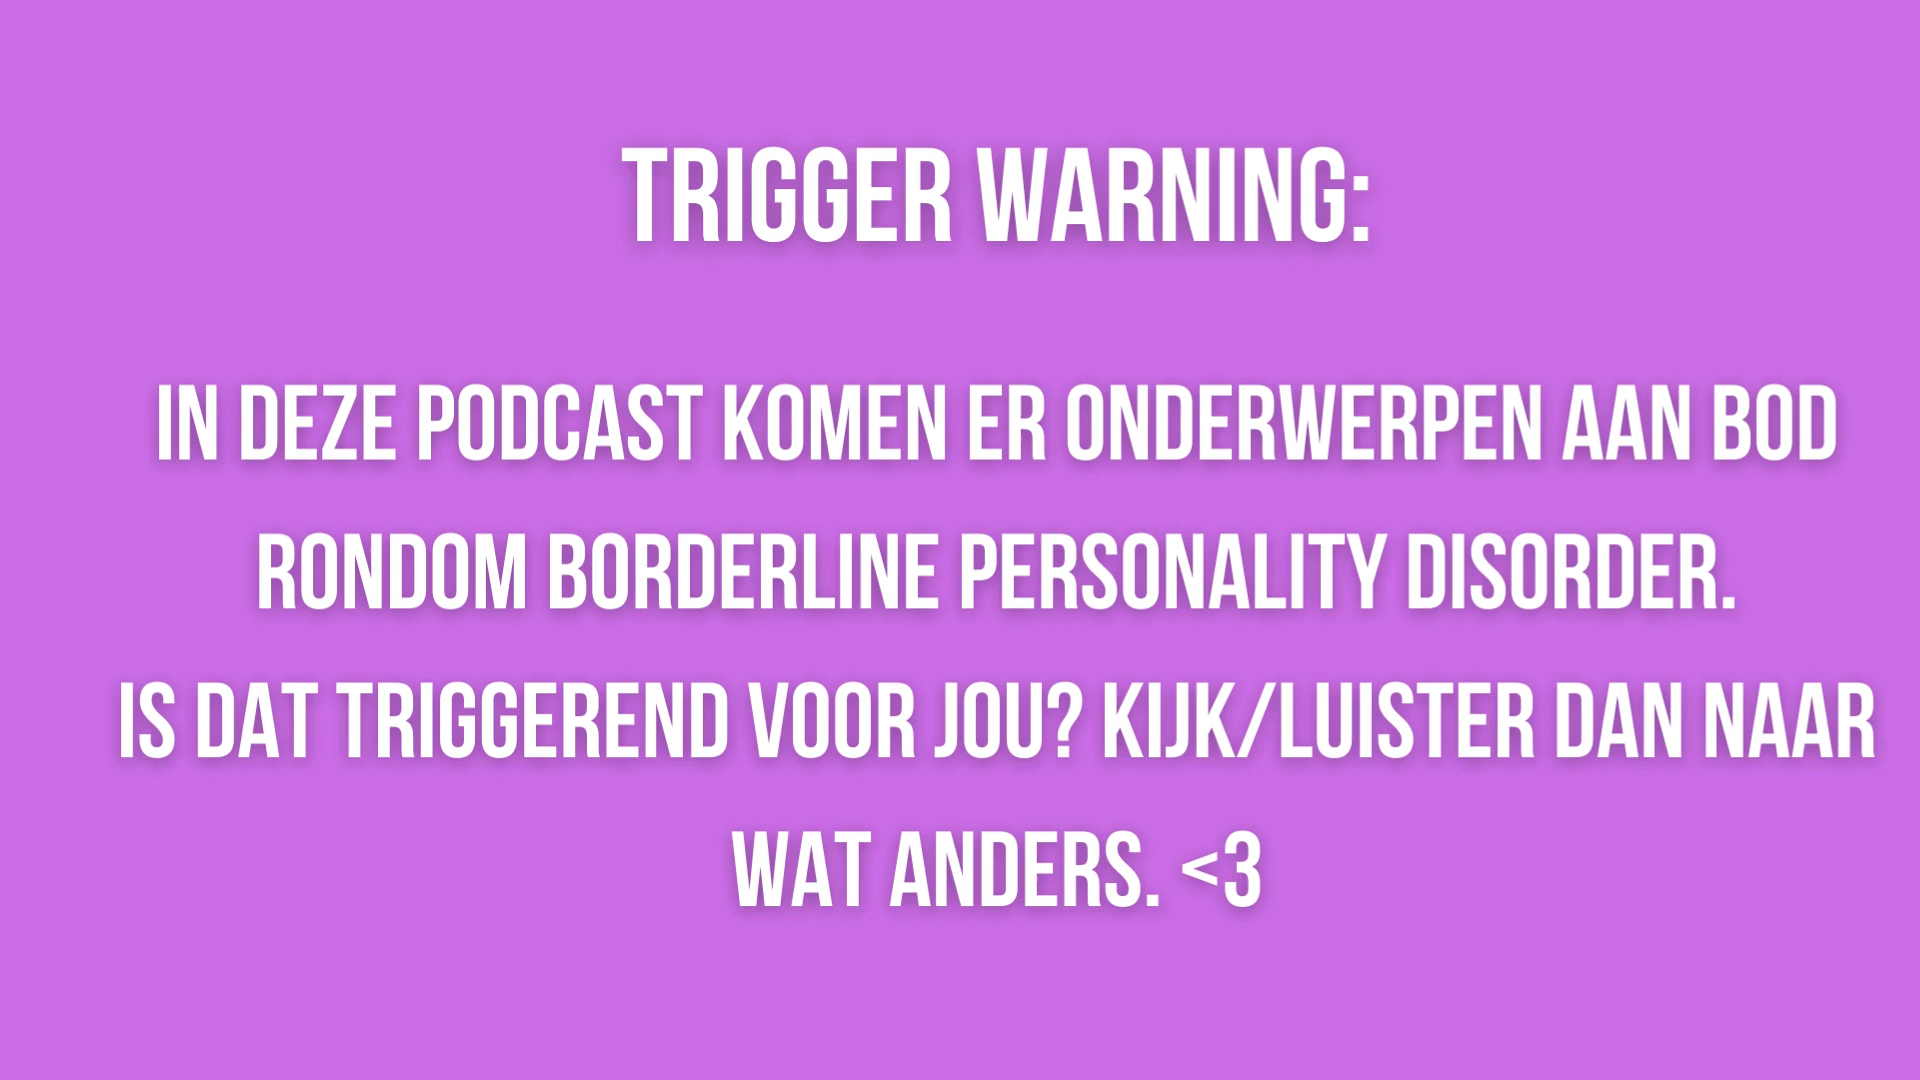 TRIGGER WARNING:
IN DEZE PODCAST KOMEN ER ONDERWERPEN AAN BOD
RONDOM BORDERLINE PERSONALITY DISORDER.
IS DAT TRIGGEREND VOOR JOU? KIJK/LUISTER DAN NAAR
WAT ANDERS. <3